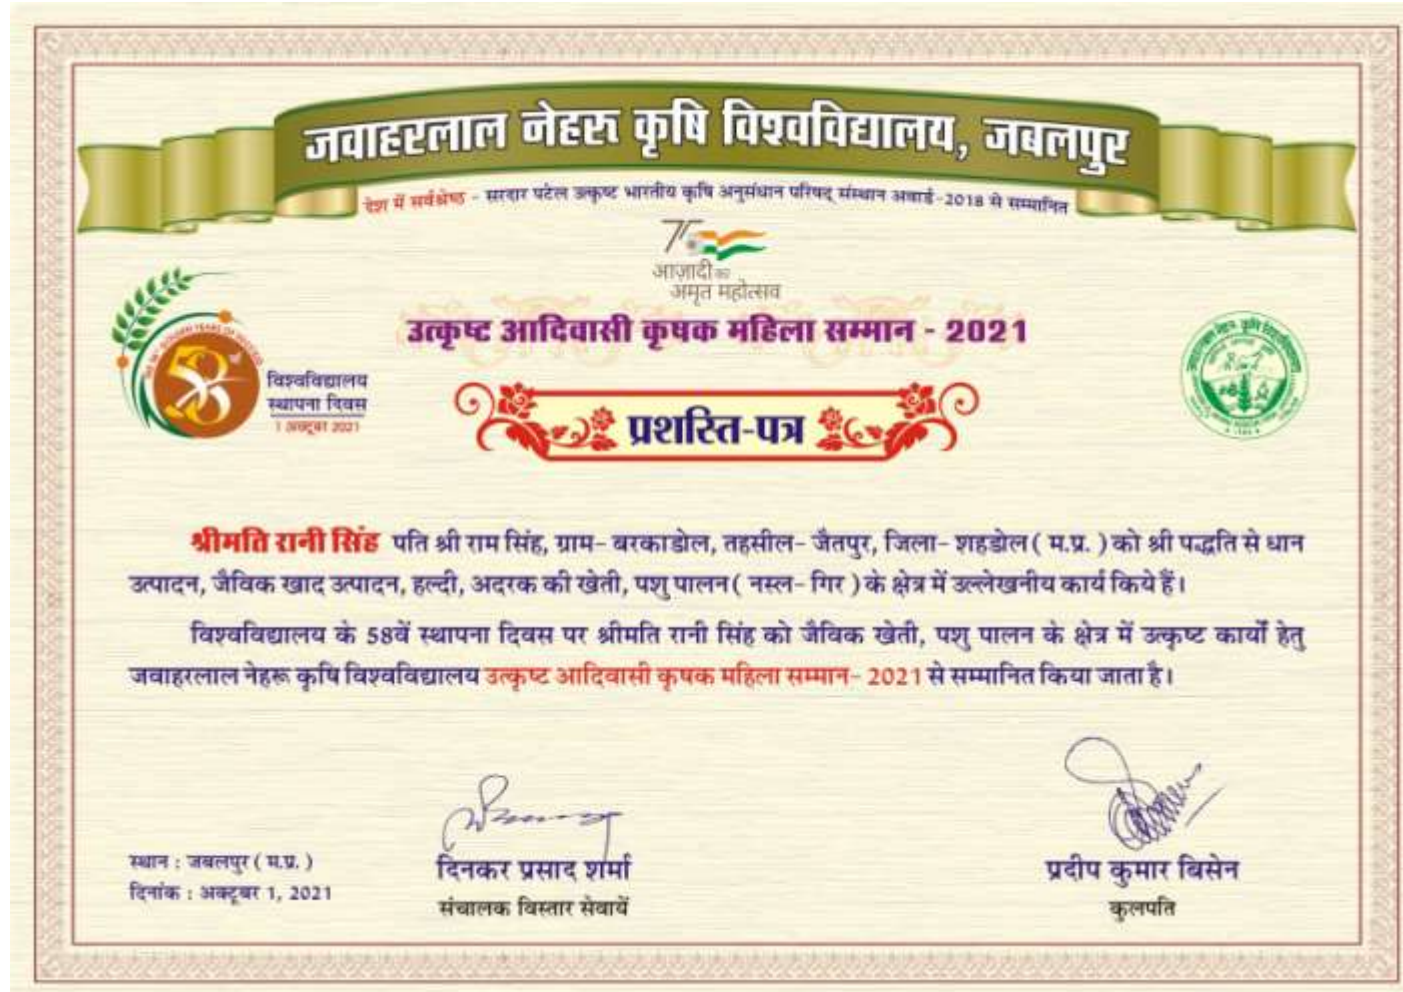 जवाहरलाल नेहरू कृषि विश्वविद्यालय, जबलपुर
देश में सर्वश्रेष्ठ - सरदार पटेल उत्कृष्ट भारतीय कृषि अनुसंधान परिषद् संस्थान अवार्ड-2018 से सम्मानित
75
आज़ादी का
अमृत महोत्सव
उत्कृष्ट आदिवासी कृषक महिला सम्मान - 2021
58
विश्वविद्यालय
स्थापना दिवस
1 अक्टूबर 2021
प्रशस्ति-पत्र
श्रीमति रानी सिंह पति श्री राम सिंह, ग्राम- बरकाडोल, तहसील- जैतपुर, जिला- शहडोल ( म.प्र. ) को श्री पद्धति से धान
उत्पादन, जैविक खाद उत्पादन, हल्दी, अदरक की खेती, पशु पालन ( नस्ल- गिर ) के क्षेत्र में उल्लेखनीय कार्य किये हैं।
विश्वविद्यालय के 58वें स्थापना दिवस पर श्रीमति रानी सिंह को जैविक खेती, पशु पालन के क्षेत्र में उत्कृष्ट कार्यों हेतु
जवाहरलाल नेहरू कृषि विश्वविद्यालय उत्कृष्ट आदिवासी कृषक महिला सम्मान- 2021 से सम्मानित किया जाता है।
स्थान : जबलपुर ( म.प्र. )
दिनांक : अक्टूबर 1, 2021
दिनकर प्रसाद शर्मा
संचालक विस्तार सेवायें
प्रदीप कुमार बिसेन
कुलपति